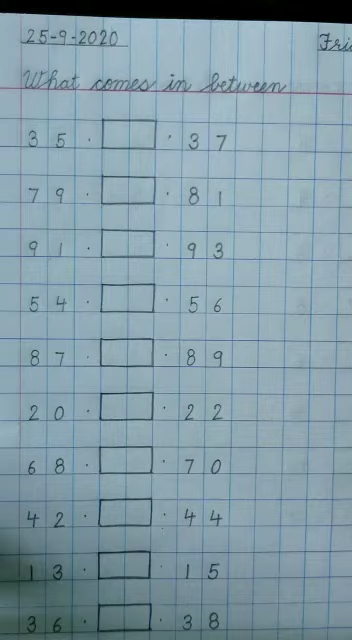 25-9-2020 Fri
What comes in between
35 · · 37
79 · · 81
91 · · 93
54 · · 56
87 · · 89
20 · · 22
68 · · 70
42 · · 44
13 · · 15
36 · · 38